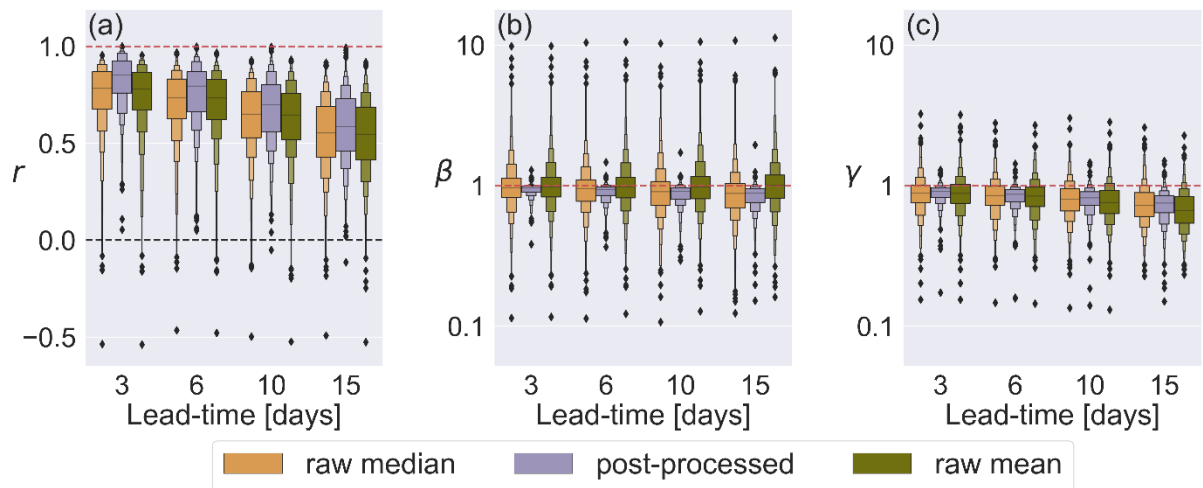 (a)
1.0
0.5
0.0
−0.5
r
3 6 10 15
Lead-time [days]
(b)
10
1
0.1
β
3 6 10 15
Lead-time [days]
(c)
10
1
0.1
γ
3 6 10 15
Lead-time [days]
raw median post-processed raw mean